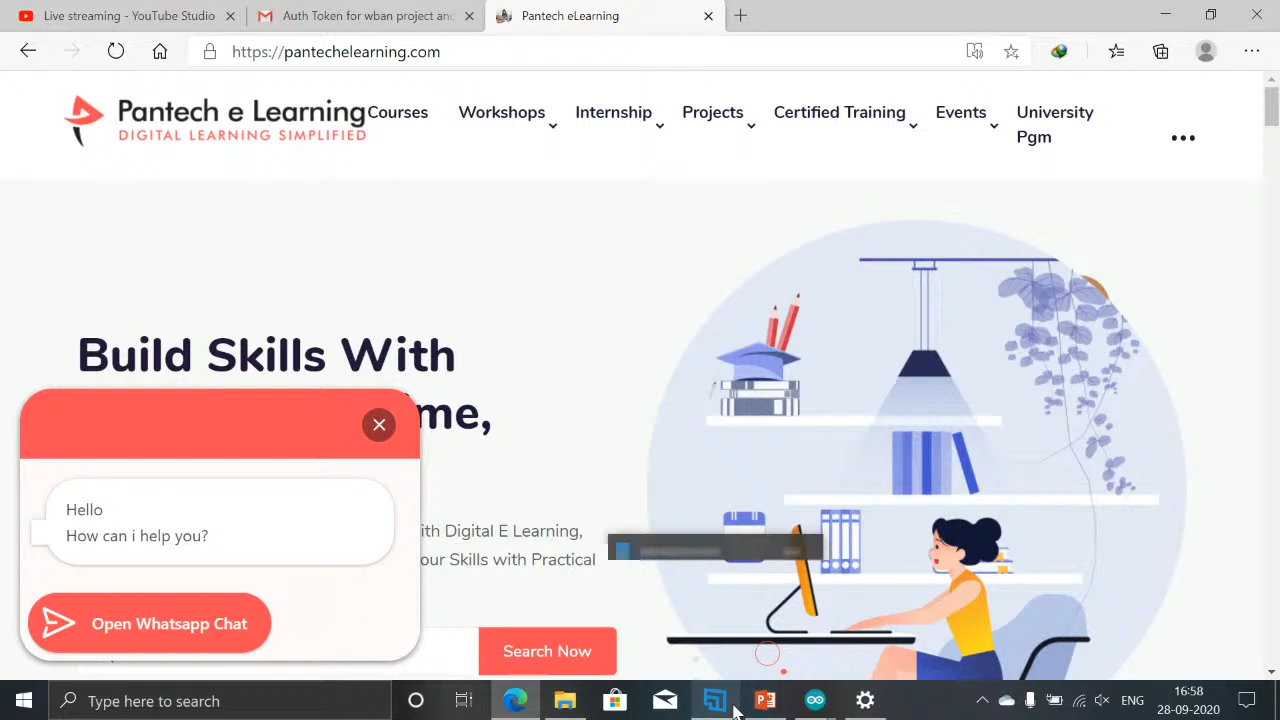 Live streaming - YouTube Studio
Auth Token for wban project and
Pantech eLearning
https://pantechelearning.com
Pantech e Learning
DIGITAL LEARNING SIMPLIFIED
Courses
Workshops
Internship
Projects
Certified Training
Events
University
Pgm
Build Skills With
me,
Hello
How can i help you?
ith Digital E Learning,
our Skills with Practical
Open Whatsapp Chat
Search Now
Type here to search
ENG
16:58
28-09-2020